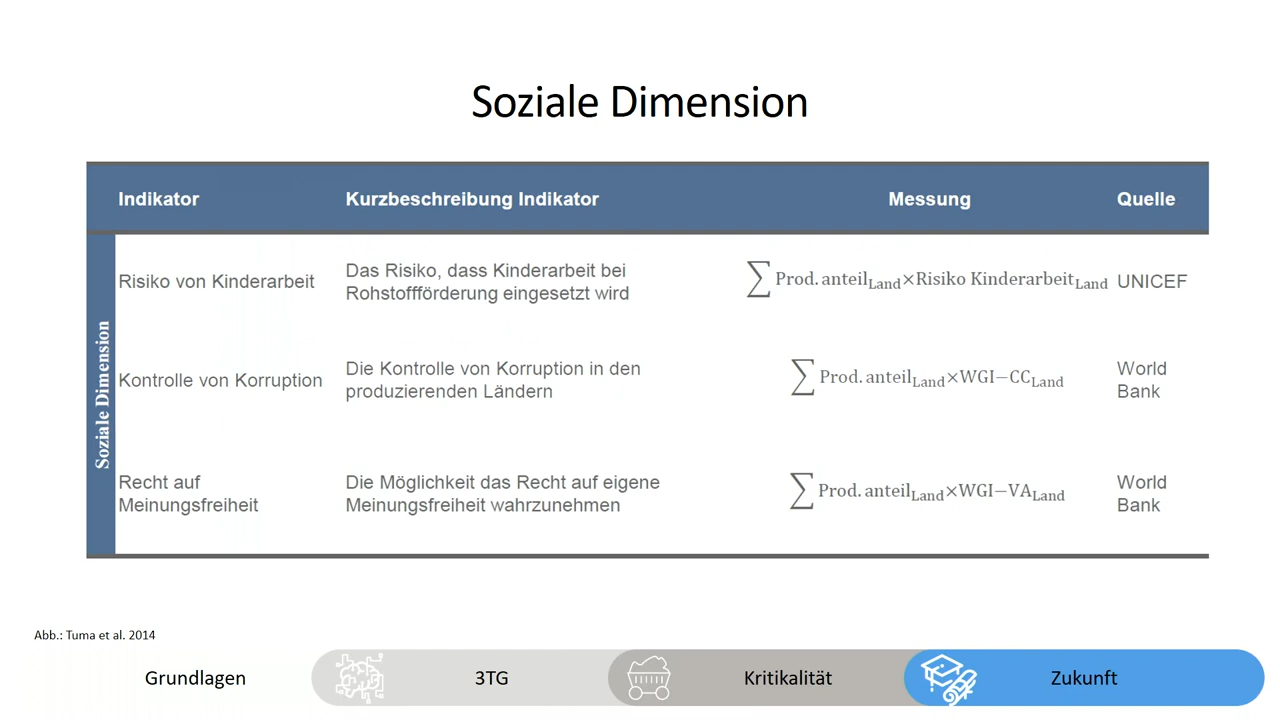 Soziale Dimension
Indikator Kurzbeschreibung Indikator Messung Quelle
Soziale Dimension
Risiko von Kinderarbeit
Das Risiko, dass Kinderarbeit bei
Rohstoffförderung eingesetzt wird
∑ Prod. anteil_Land×Risiko Kinderarbeit_Land
UNICEF
Kontrolle von Korruption
Die Kontrolle von Korruption in den
produzierenden Ländern
∑ Prod. anteil_Land×WGI−CC_Land
World
Bank
Recht auf
Meinungsfreiheit
Die Möglichkeit das Recht auf eigene
Meinungsfreiheit wahrzunehmen
∑ Prod. anteil_Land×WGI−VA_Land
World
Bank
Abb.: Tuma et al. 2014
Grundlagen 3TG Kritikalität Zukunft